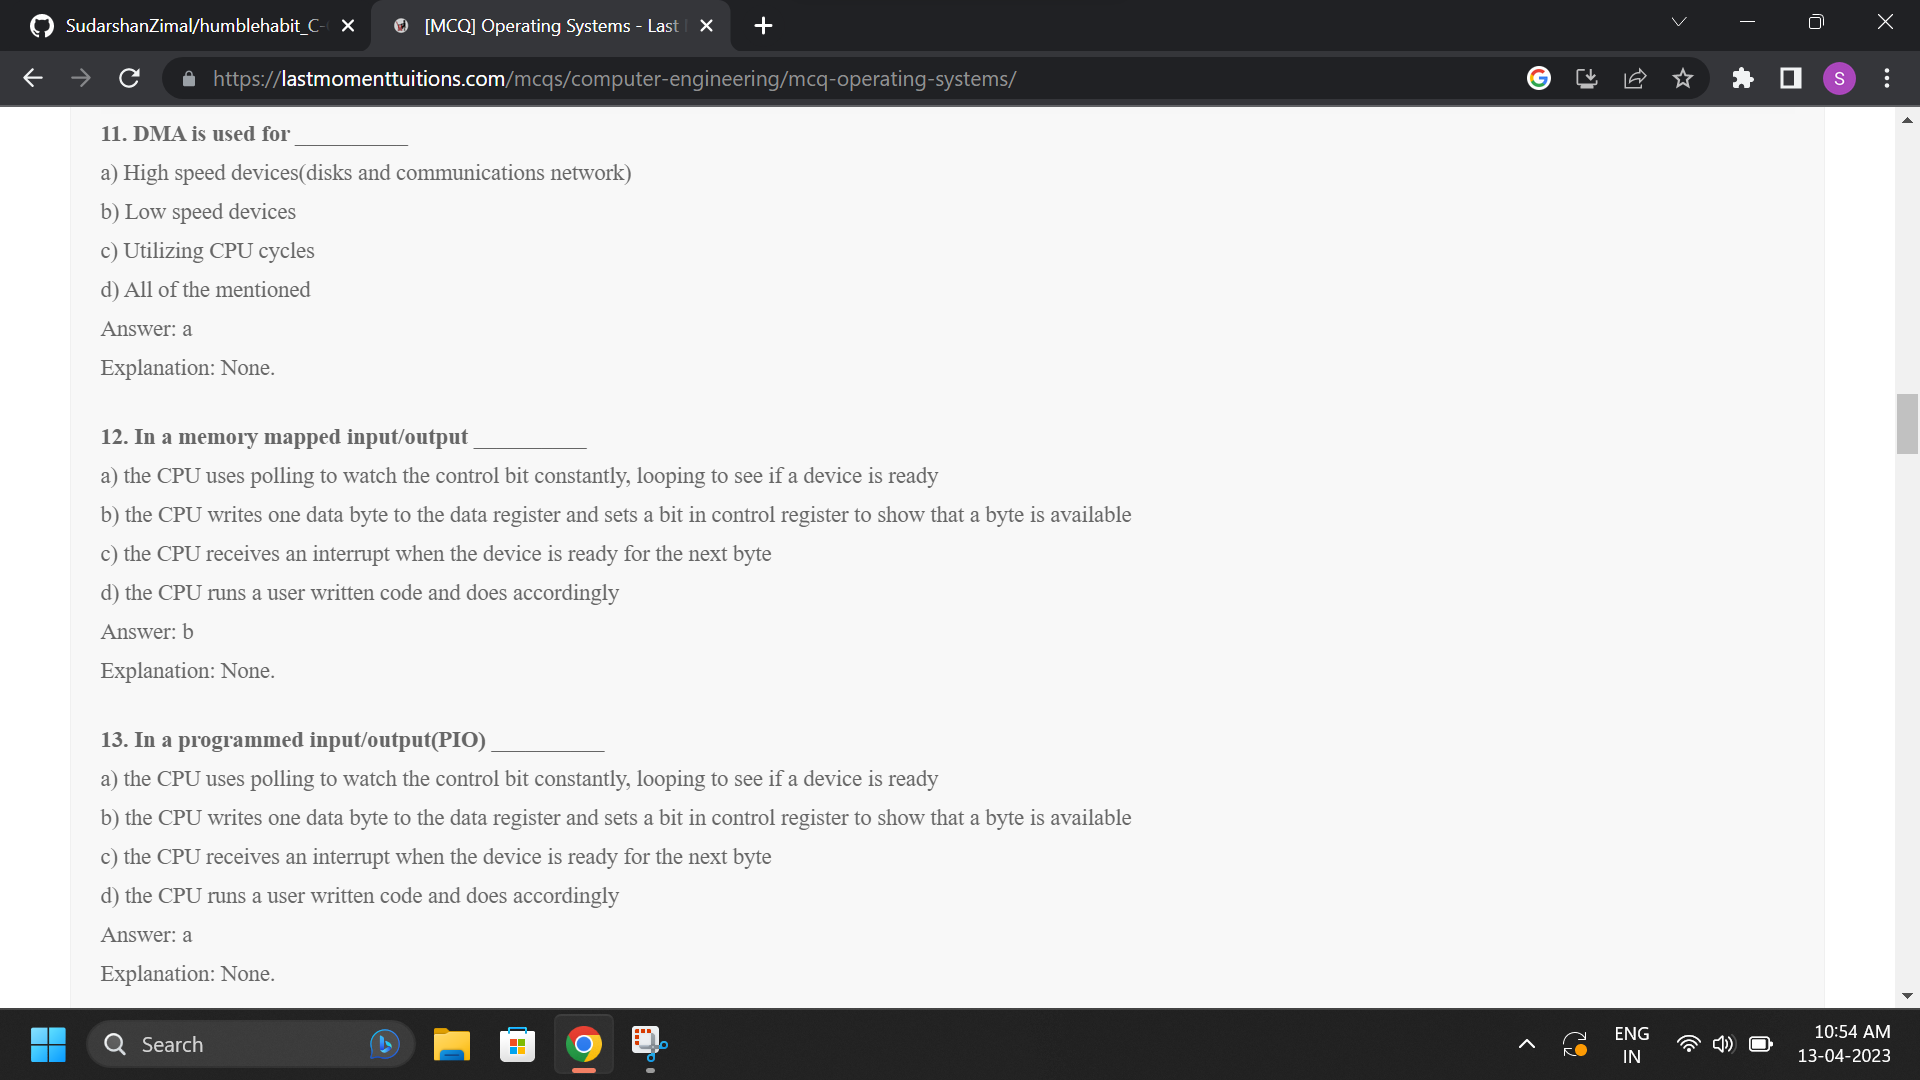 SudarshanZimal/humblehabit_C-
[MCQ] Operating Systems - Last
https://lastmomenttuitions.com/mcqs/computer-engineering/mcq-operating-systems/
S
11. DMA is used for __________
a) High speed devices(disks and communications network)
b) Low speed devices
c) Utilizing CPU cycles
d) All of the mentioned
Answer: a
Explanation: None.
12. In a memory mapped input/output __________
a) the CPU uses polling to watch the control bit constantly, looping to see if a device is ready
b) the CPU writes one data byte to the data register and sets a bit in control register to show that a byte is available
c) the CPU receives an interrupt when the device is ready for the next byte
d) the CPU runs a user written code and does accordingly
Answer: b
Explanation: None.
13. In a programmed input/output(PIO) __________
a) the CPU uses polling to watch the control bit constantly, looping to see if a device is ready
b) the CPU writes one data byte to the data register and sets a bit in control register to show that a byte is available
c) the CPU receives an interrupt when the device is ready for the next byte
d) the CPU runs a user written code and does accordingly
Answer: a
Explanation: None.
Search
ENG
IN
10:54 AM
13-04-2023